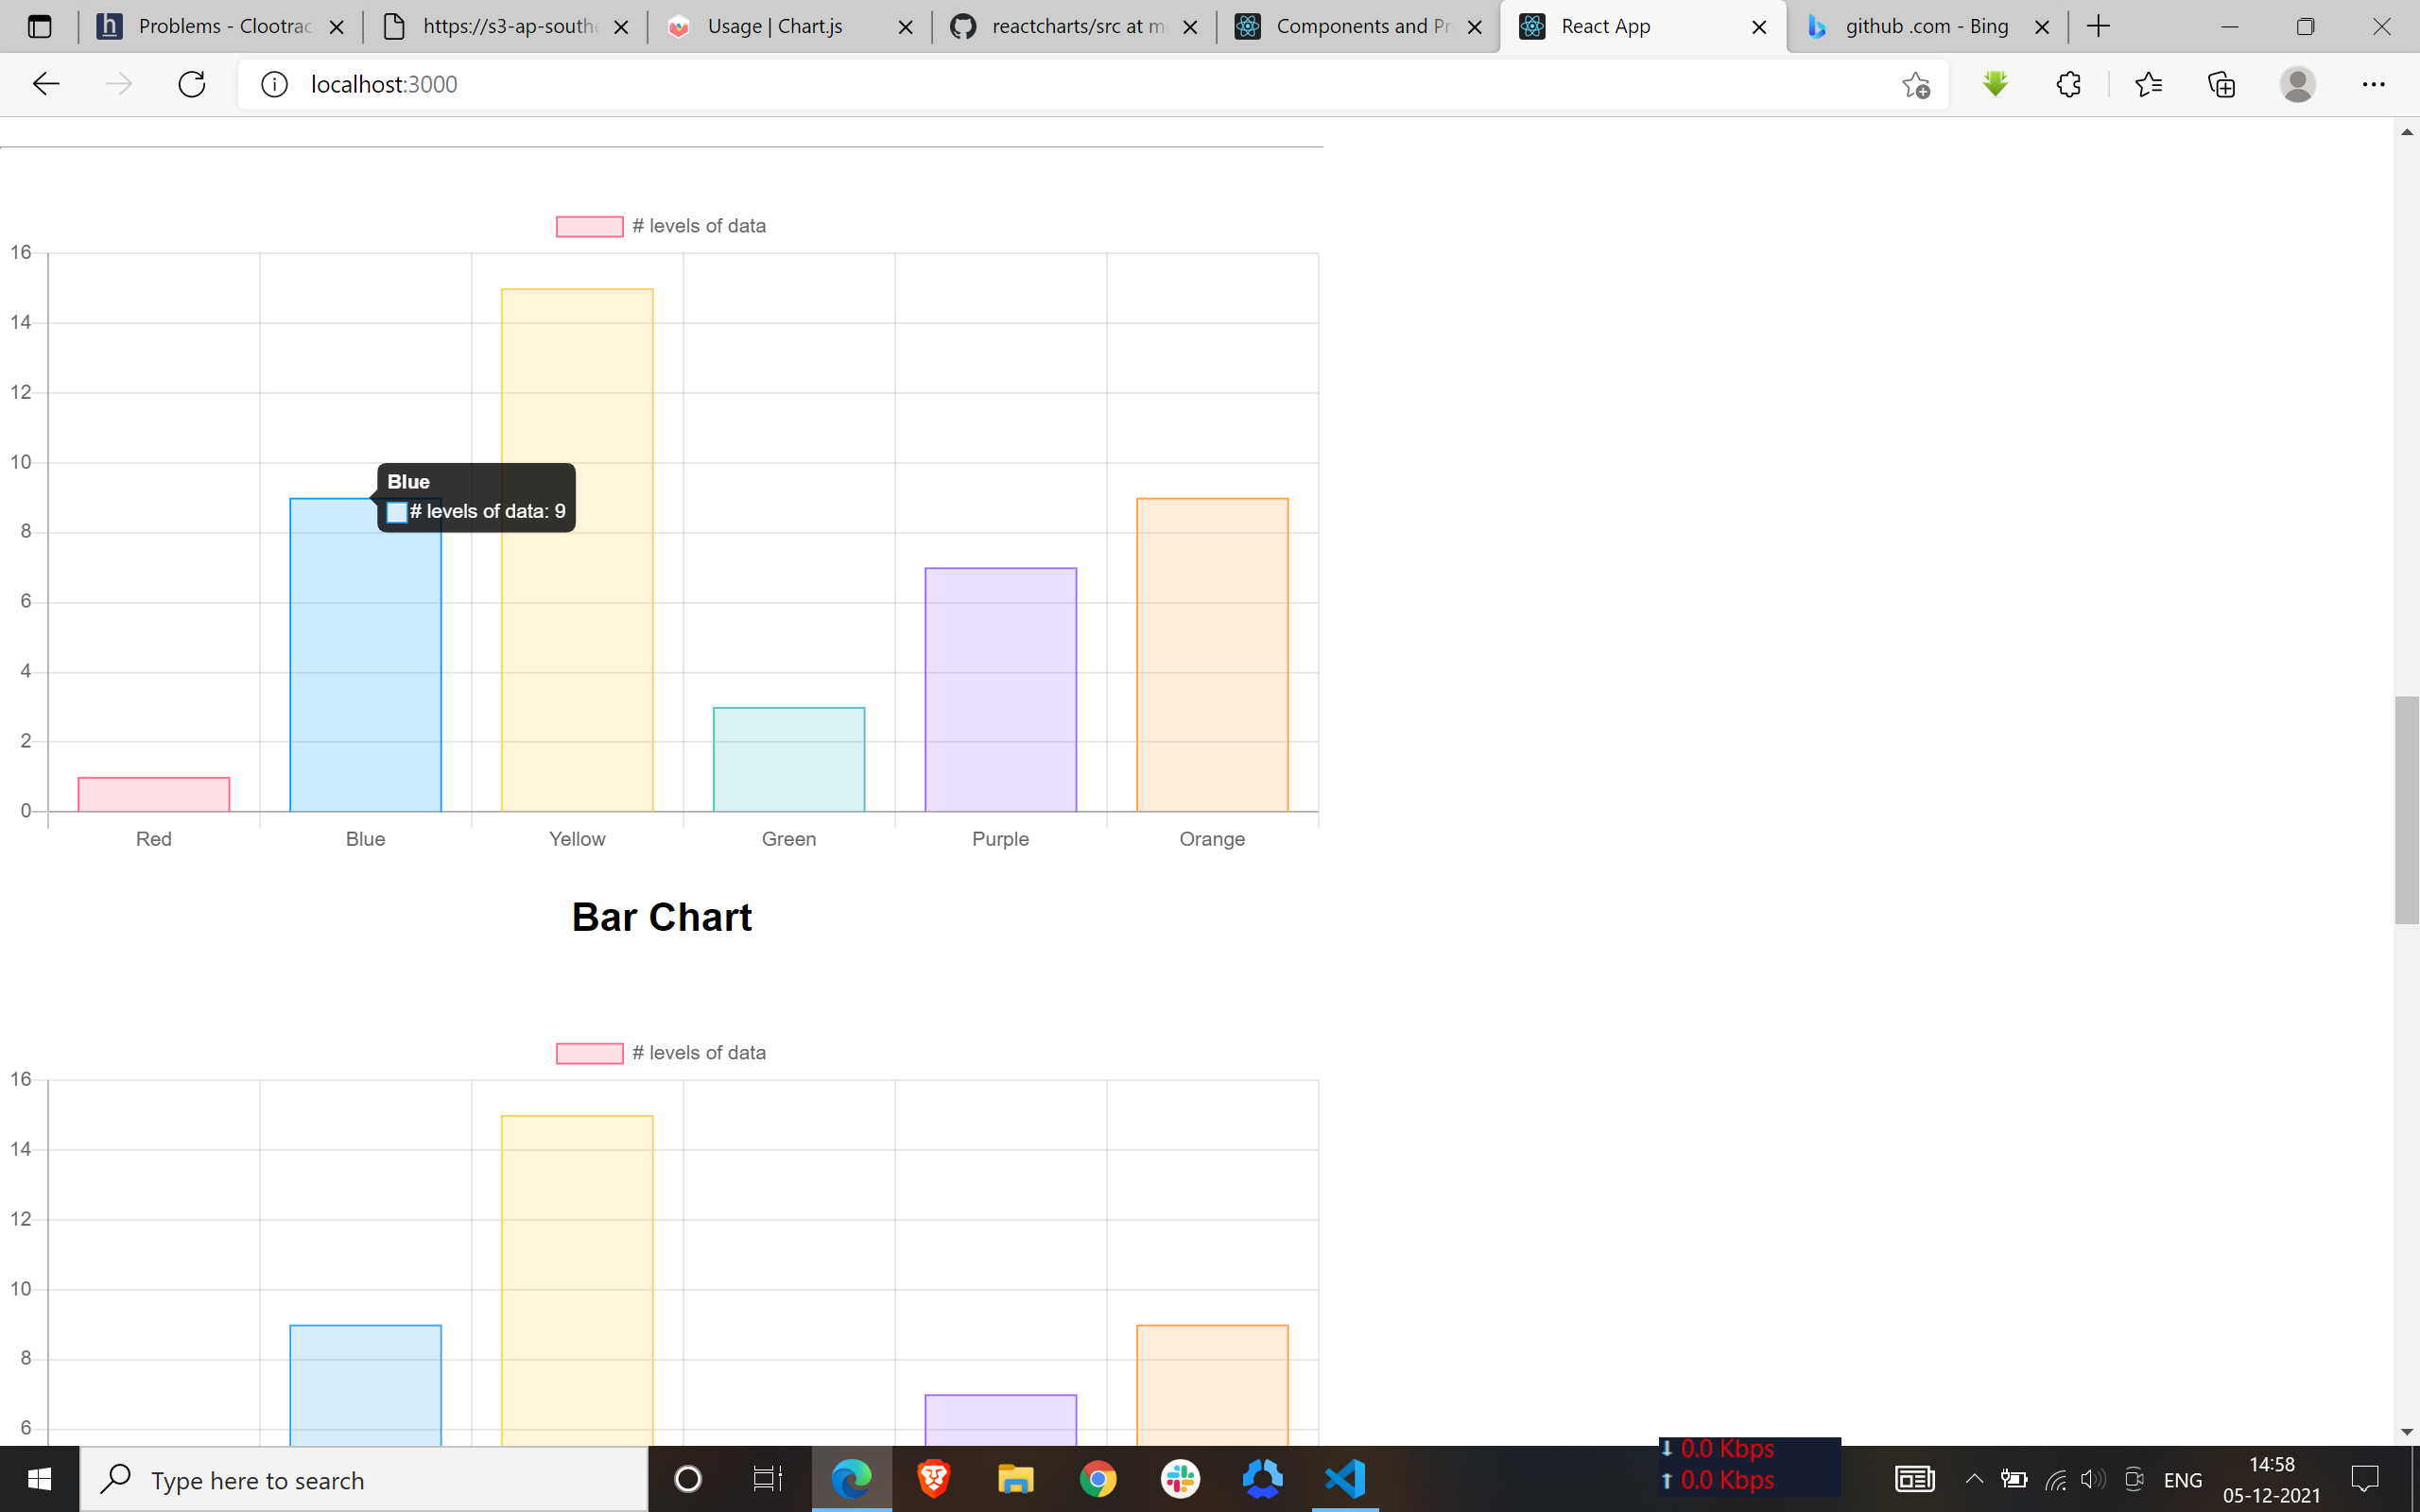 Problems - Clootrac
https://s3-ap-southe
Usage | Chart.js
reactcharts/src at m
Components and Pr
React App
github .com - Bing
localhost:3000
# levels of data
16
14
12
10
8
6
4
2
0
Blue
# levels of data: 9
Red
Blue
Yellow
Green
Purple
Orange
Bar Chart
# levels of data
16
14
12
10
8
6
Type here to search
0.0 Kbps
0.0 Kbps
ENG
14:58
05-12-2021